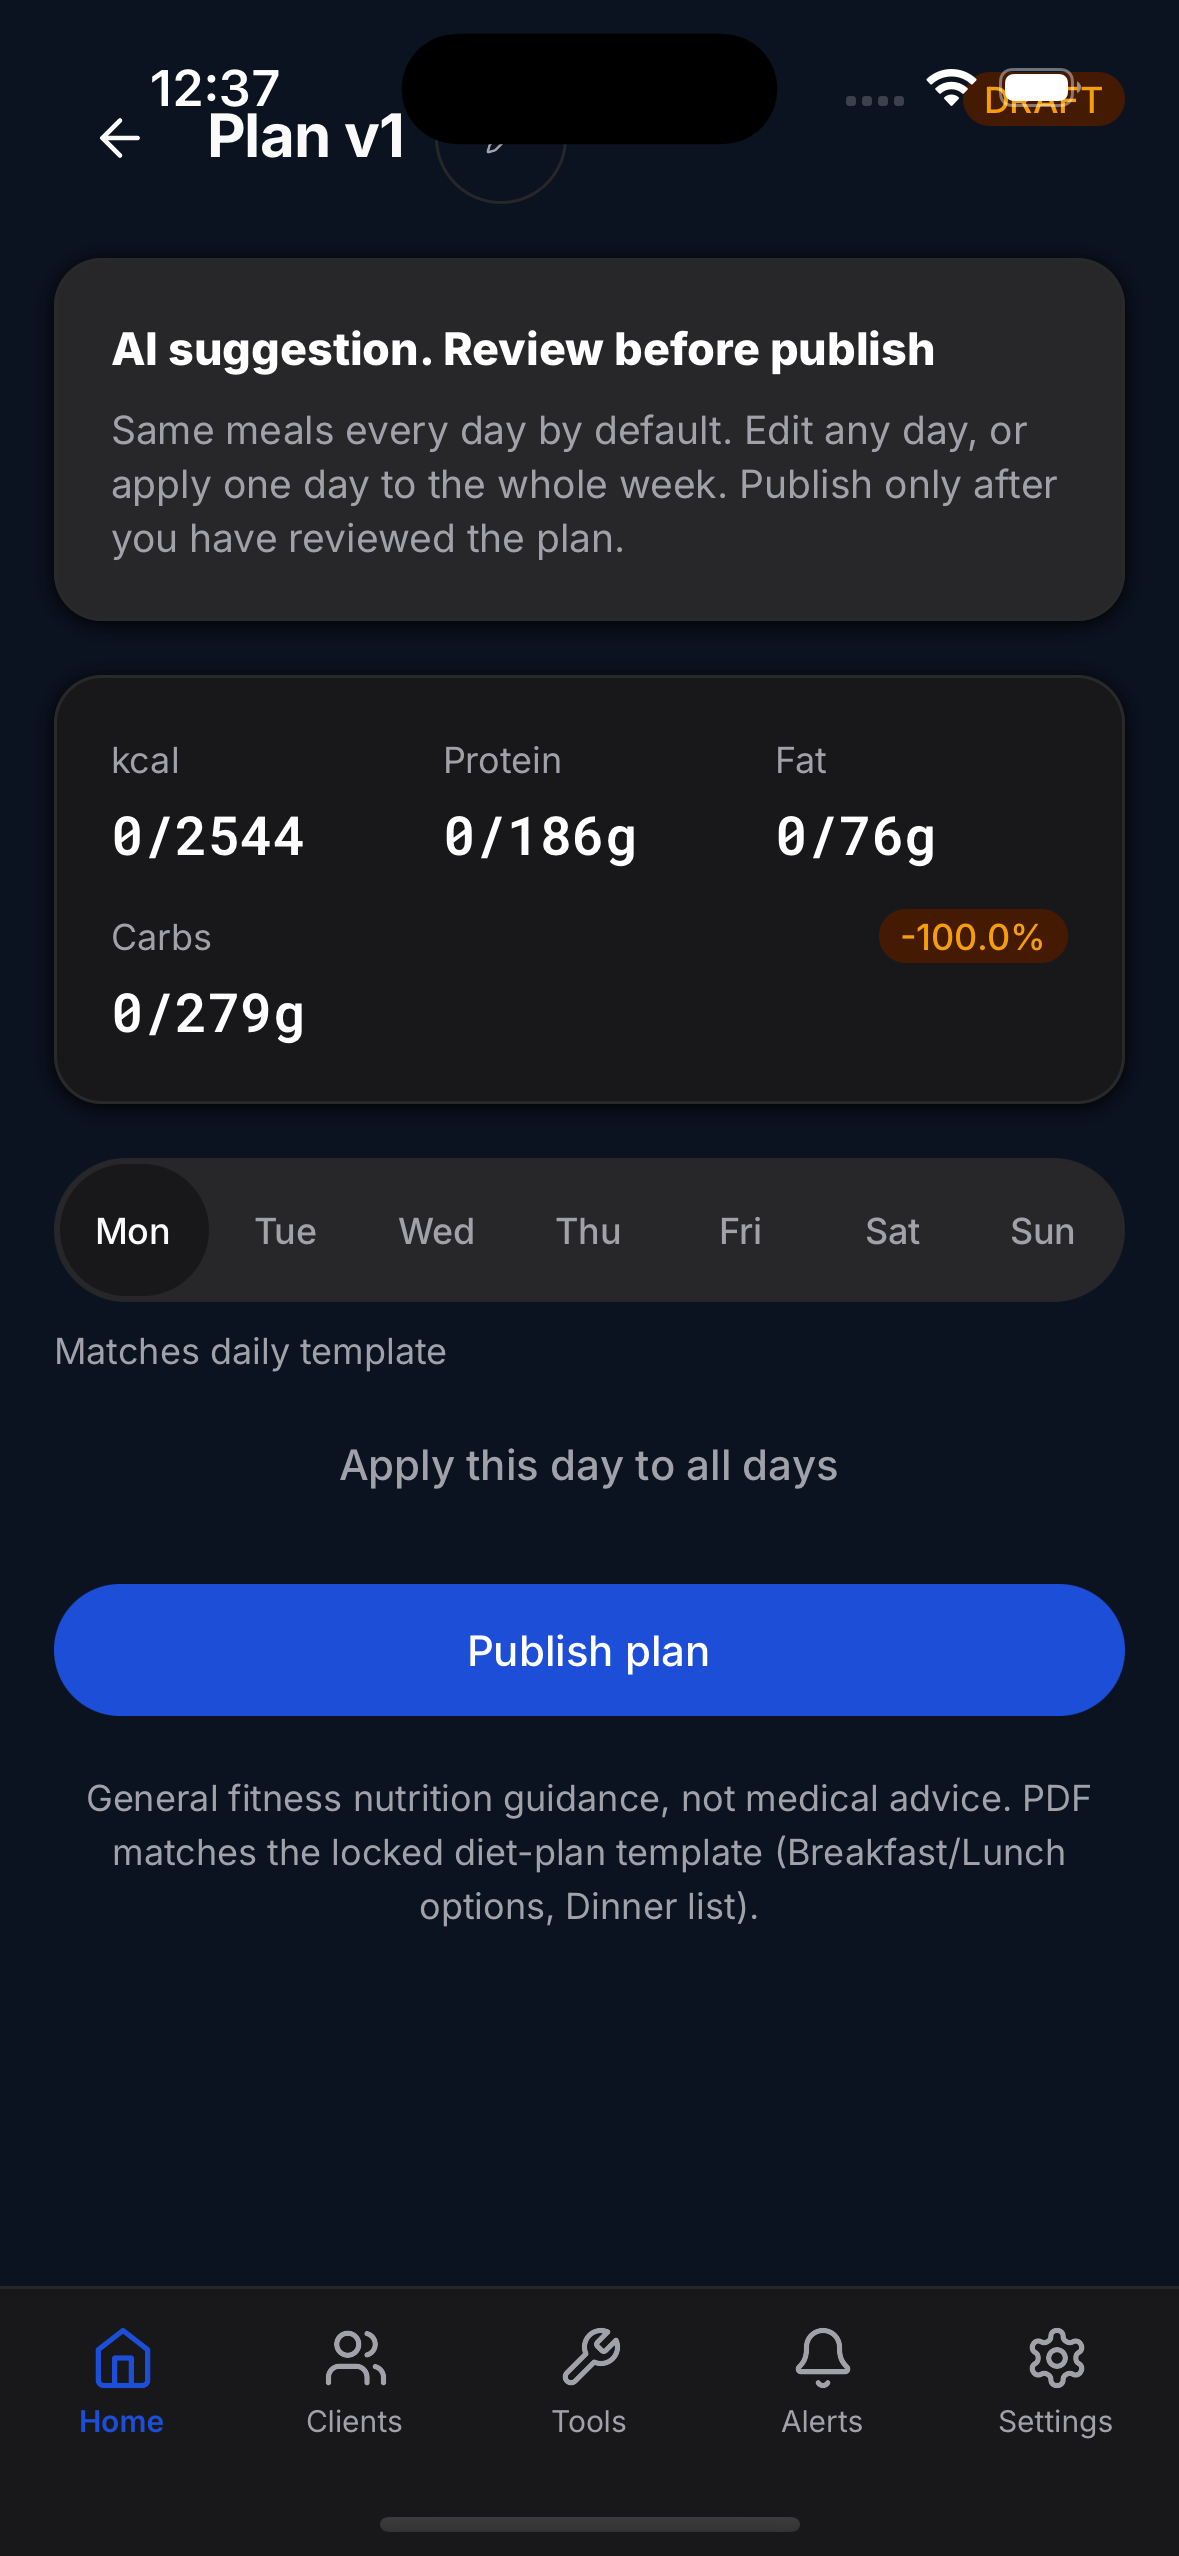 12:37
DRAFT
Plan v1
AI suggestion. Review before publish
Same meals every day by default. Edit any day, or
apply one day to the whole week. Publish only after
you have reviewed the plan.
kcal Protein Fat
0/2544 0/186g 0/76g
Carbs -100.0%
0/279g
Mon Tue Wed Thu Fri Sat Sun
Matches daily template
Apply this day to all days
Publish plan
General fitness nutrition guidance, not medical advice. PDF
matches the locked diet-plan template (Breakfast/Lunch
options, Dinner list).
Home Clients Tools Alerts Settings